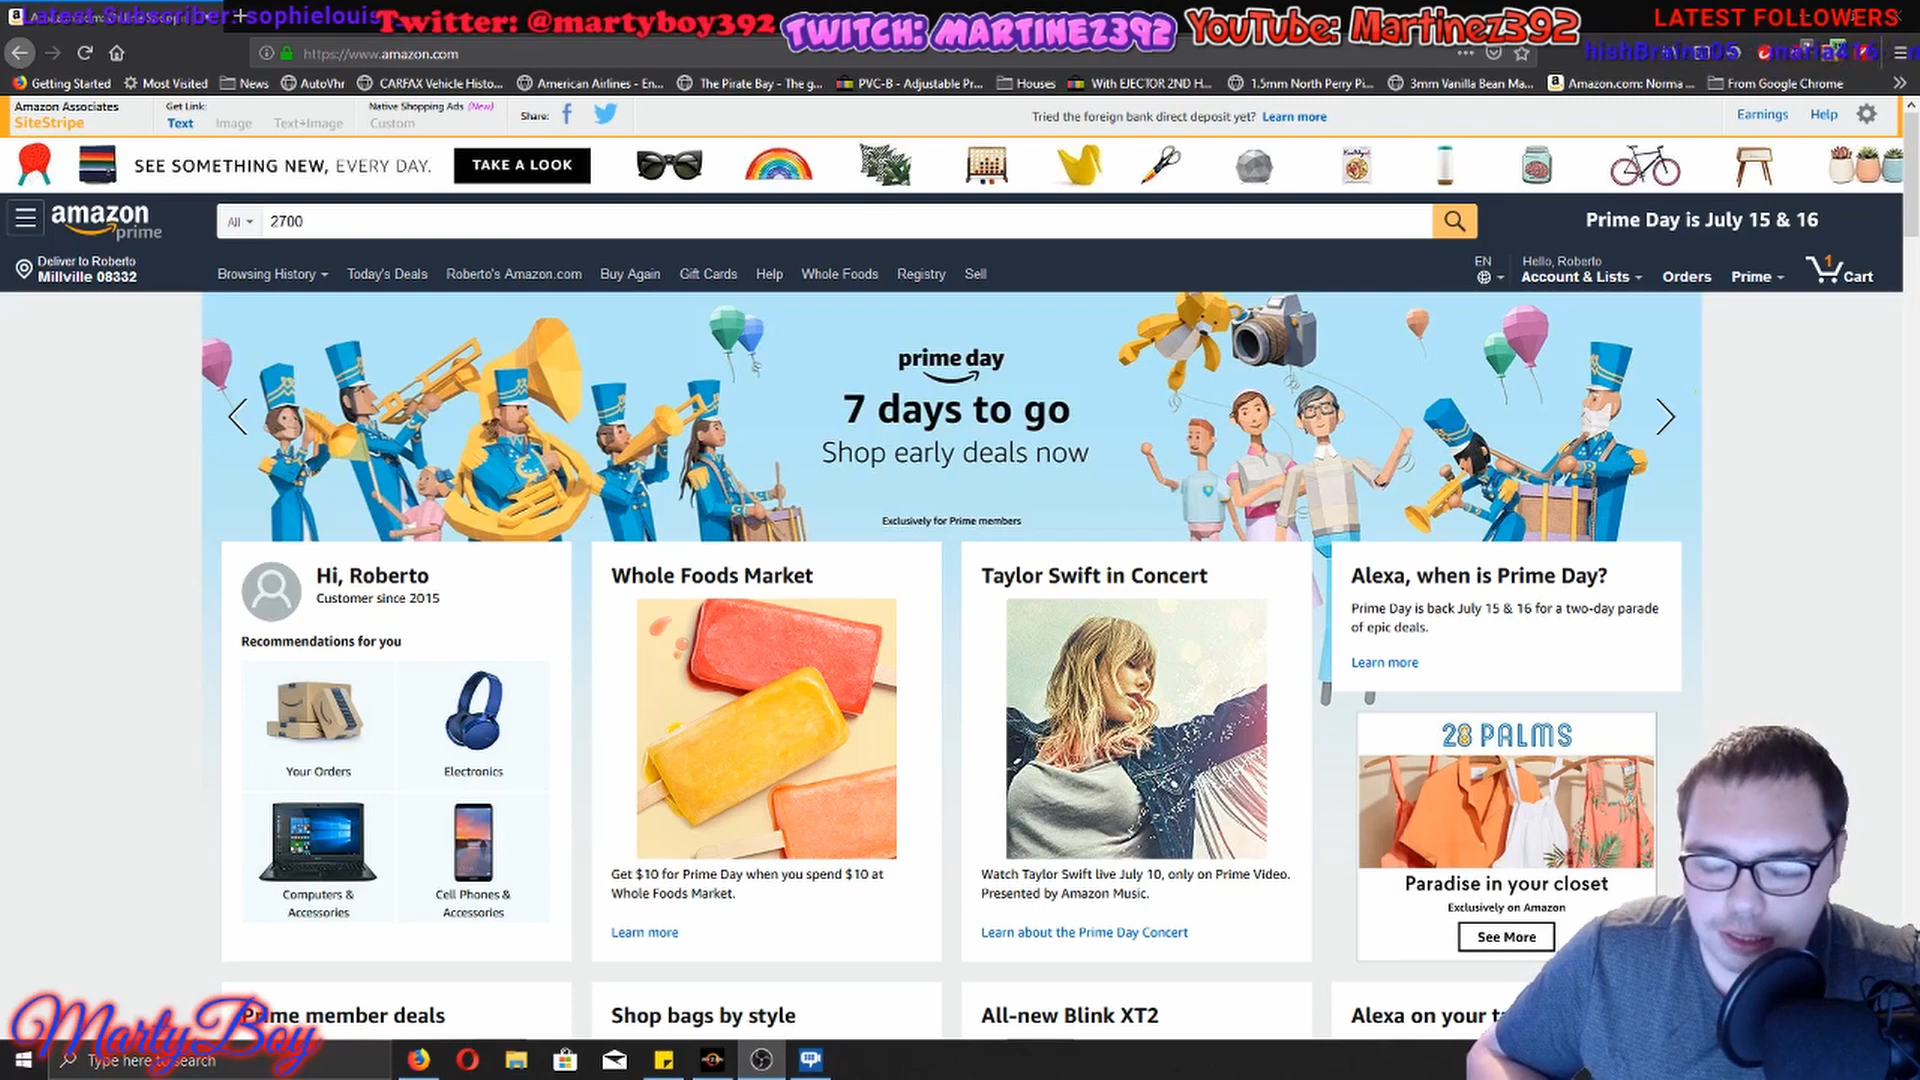 Latest Subscriber: sophielouis
Twitter: @martyboy392
TWITCH: MARTINEZ392
YouTube: Martinez392
LATEST FOLLOWERS
https://www.amazon.com
Getting Started
Most Visited
News
AutoVhr
CARFAX Vehicle Histo...
American Airlines - En...
The Pirate Bay - The g...
PVC-B - Adjustable Pr...
Houses
With EJECTOR 2ND H...
1.5mm North Perry Pi...
3mm Vanilla Bean Ma...
Amazon.com: Norma ...
From Google Chrome
Amazon Associates
SiteStripe
Get Link:
Text
Image
Text+Image
Native Shopping Ads (New)
Custom
Share:
Tried the foreign bank direct deposit yet? Learn more
Earnings
Help
SEE SOMETHING NEW, EVERY DAY.
TAKE A LOOK
amazon
prime
All
2700
Prime Day is July 15 & 16
Deliver to Roberto
Millville 08332
Browsing History
Today's Deals
Roberto's Amazon.com
Buy Again
Gift Cards
Help
Whole Foods
Registry
Sell
EN
Hello, Roberto
Account & Lists
Orders
Prime
1
Cart
prime day
7 days to go
Shop early deals now
Exclusively for Prime members
Hi, Roberto
Customer since 2015
Recommendations for you
Your Orders
Electronics
Computers &
Accessories
Cell Phones &
Accessories
Whole Foods Market
Get $10 for Prime Day when you spend $10 at
Whole Foods Market.
Learn more
Taylor Swift in Concert
Watch Taylor Swift live July 10, only on Prime Video.
Presented by Amazon Music.
Learn about the Prime Day Concert
Alexa, when is Prime Day?
Prime Day is back July 15 & 16 for a two-day parade
of epic deals.
Learn more
28 PALMS
Paradise in your closet
Exclusively on Amazon
See More
Prime member deals
Shop bags by style
All-new Blink XT2
Alexa on your
MartyBoy
Type here to search